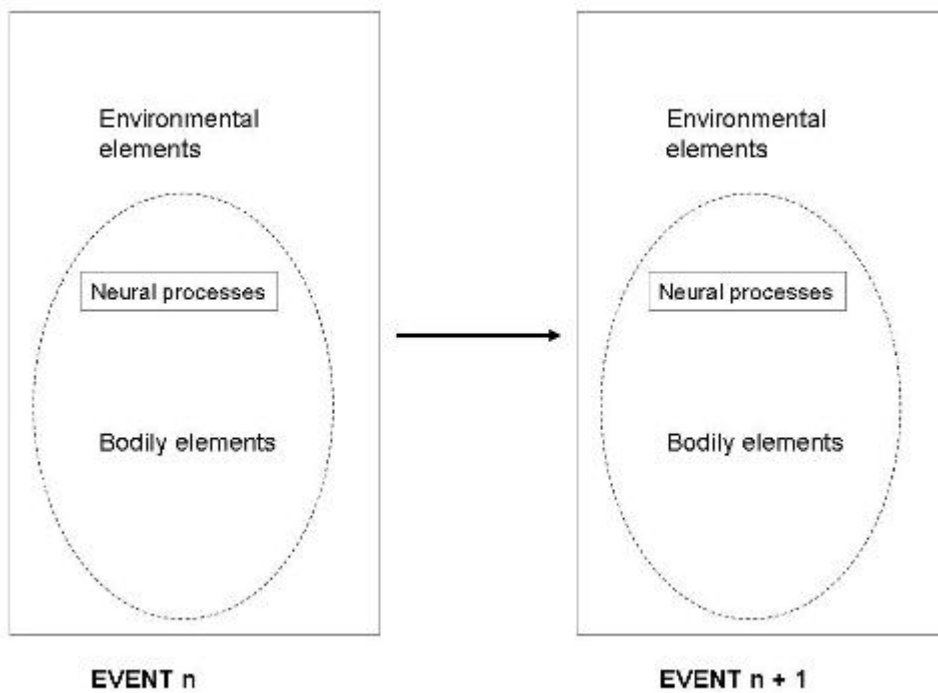 Environmental
elements
Neural processes
Bodily elements
EVENT n
Environmental
elements
Neural processes
Bodily elements
EVENT n + 1